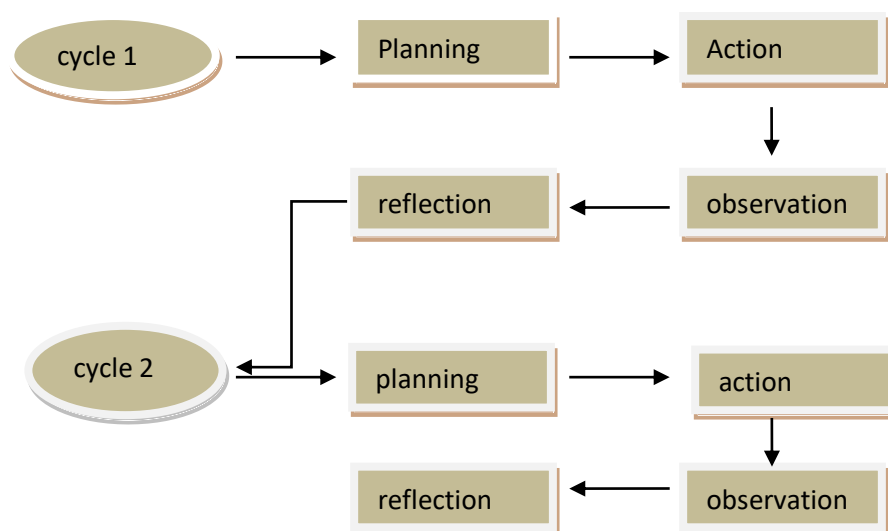 cycle 1
Planning
Action
reflection
observation
cycle 2
planning
action
reflection
observation